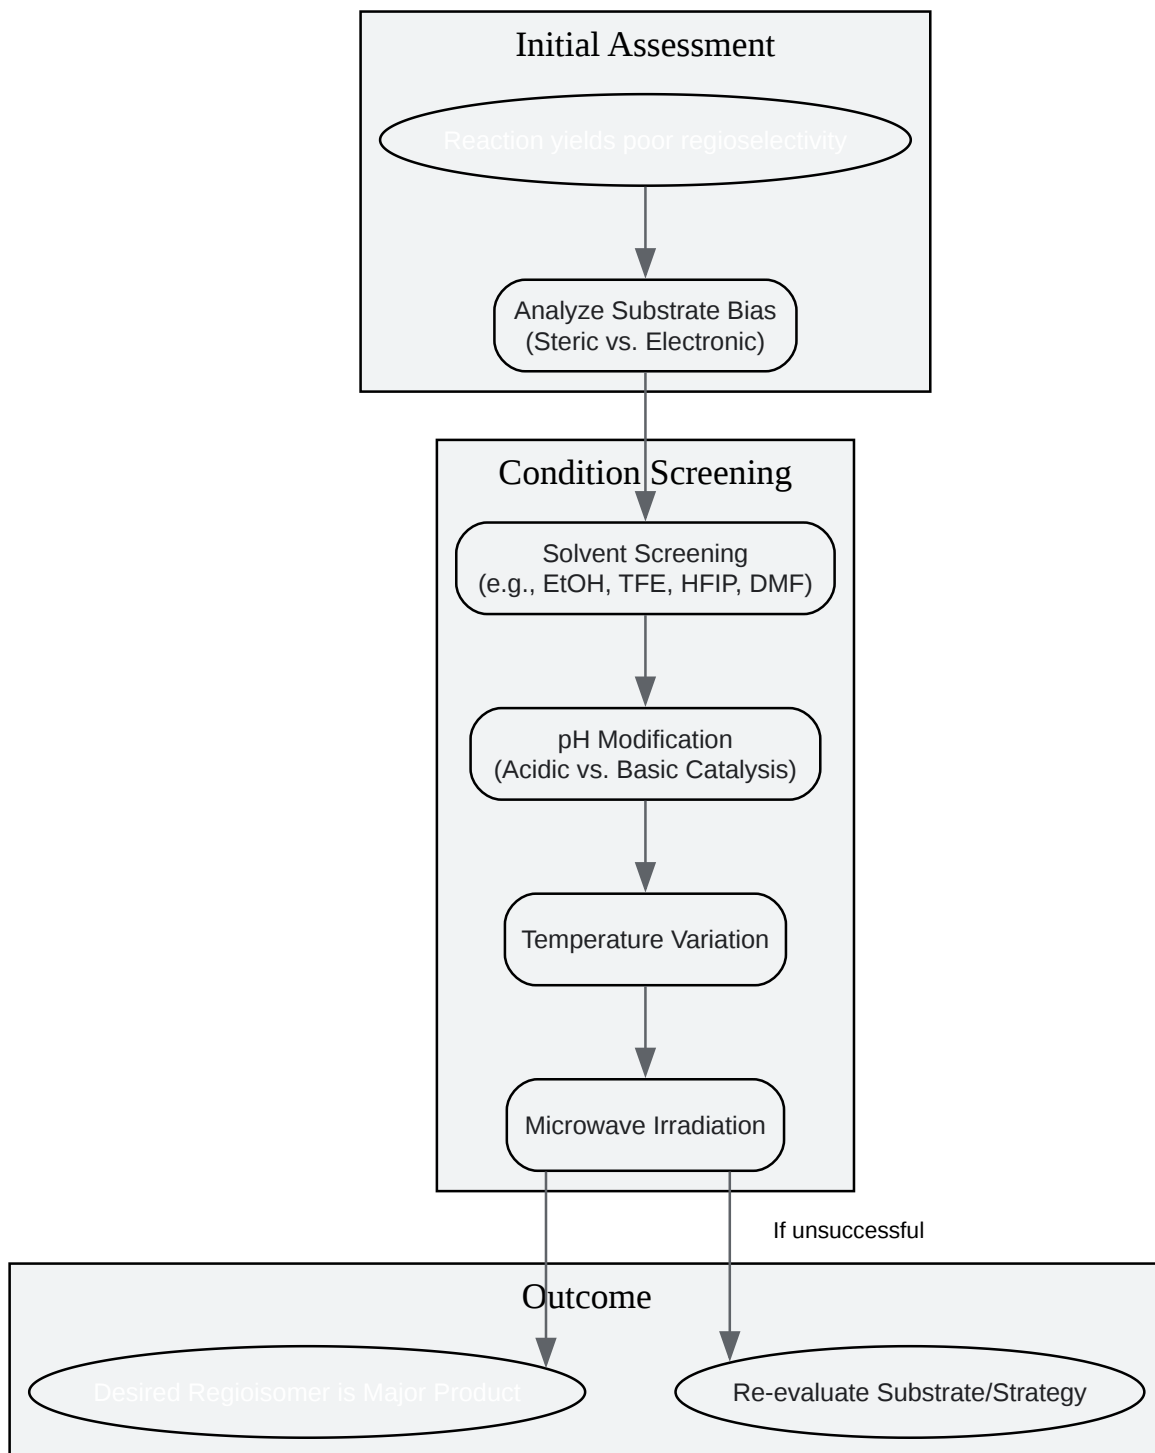 Initial Assessment
Reaction yields poor regioselectivity
Analyze Substrate Bias
(Steric vs. Electronic)
Condition Screening
Solvent Screening
(e.g., EtOH, TFE, HFIP, DMF)
pH Modification
(Acidic vs. Basic Catalysis)
Temperature Variation
Microwave Irradiation
If unsuccessful
Outcome
Desired Regioisomer is Major Product
Re-evaluate Substrate/Strategy